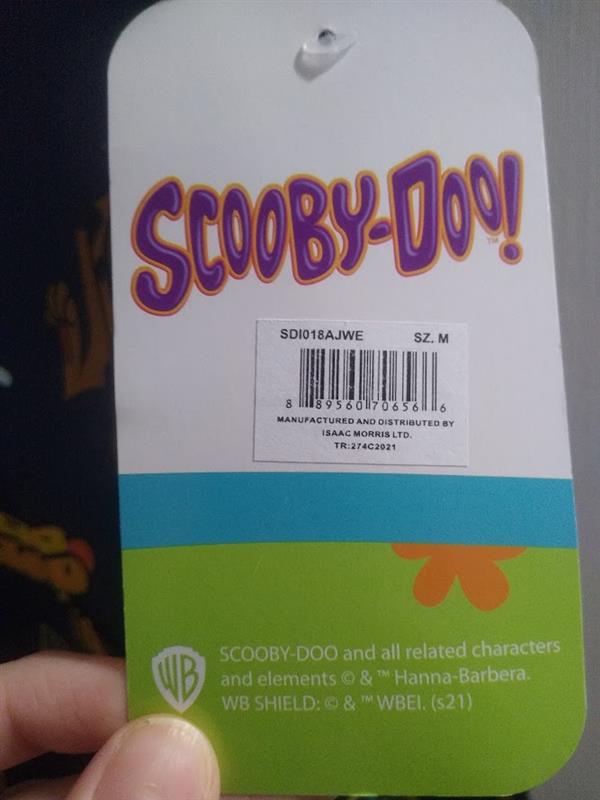 SCOOBY-DOO!
TM
SDI018AJWE SZ. M
8 89560 70656 6
MANUFACTURED AND DISTRIBUTED BY
ISAAC MORRIS LTD.
TR:274C2021
WB
SCOOBY-DOO and all related characters
and elements © & ™ Hanna-Barbera.
WB SHIELD: © & ™ WBEI. (s21)